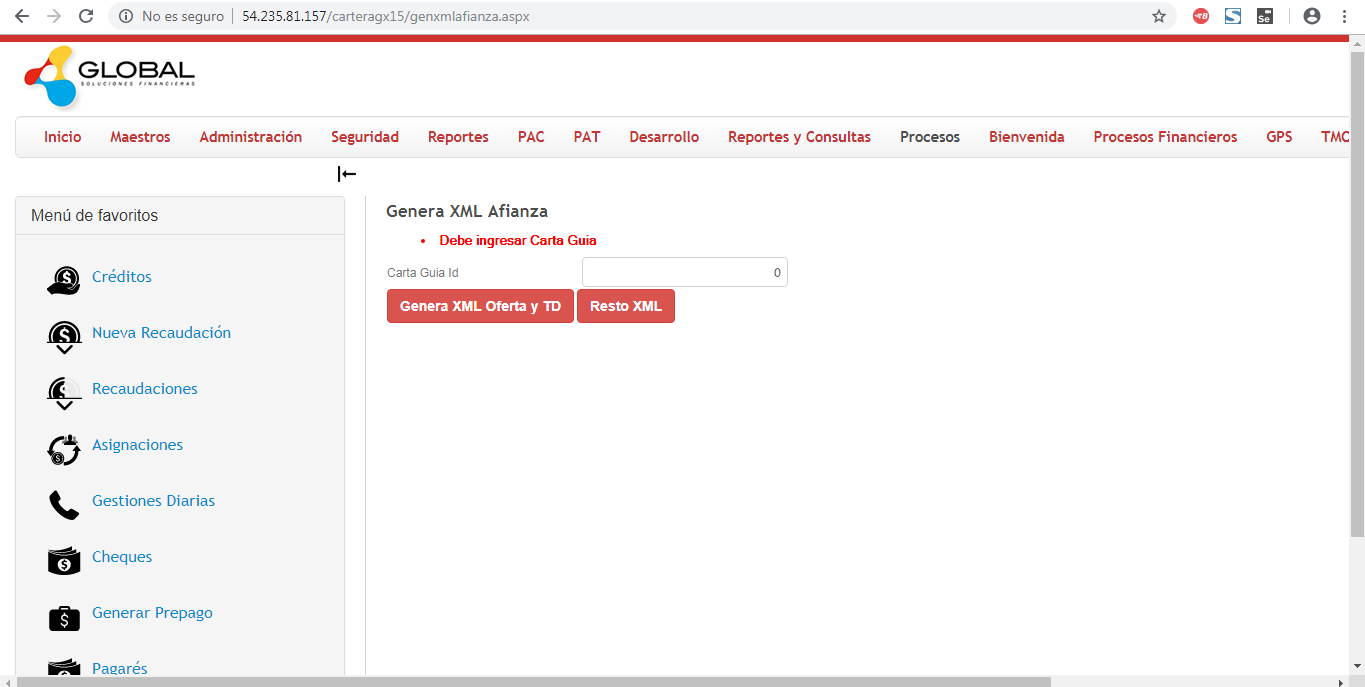 No es seguro | 54.235.81.157/carteragx15/genxmlafianza.aspx
GLOBAL
SOLUCIONES FINANCIERAS
Inicio Maestros Administración Seguridad Reportes PAC PAT Desarrollo Reportes y Consultas Procesos Bienvenida Procesos Financieros GPS TMC
Menú de favoritos
Créditos
Nueva Recaudación
Recaudaciones
Asignaciones
Gestiones Diarias
Cheques
Generar Prepago
Pagarés
Genera XML Afianza
• Debe ingresar Carta Guia
Carta Guia Id 0
Genera XML Oferta y TD Resto XML